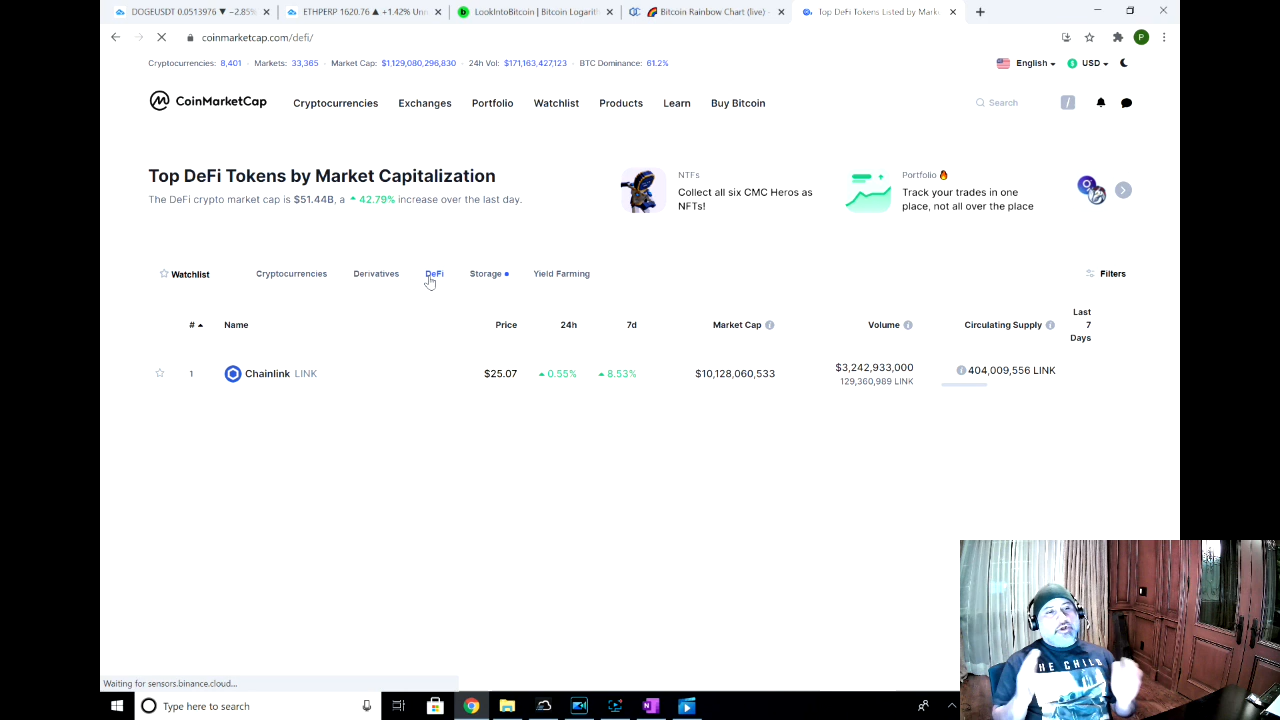 DOGEUSDT 0.0513976 ▼ −2.85%
ETHPERP 1620.76 ▲ +1.42% Unn
LookIntoBitcoin | Bitcoin Logarith
Bitcoin Rainbow Chart (live) -
Top DeFi Tokens Listed by Mark
coinmarketcap.com/defi/
P
Cryptocurrencies: 8,401 · Markets: 33,365 · Market Cap: $1,129,080,296,830 · 24h Vol: $171,163,427,123 · BTC Dominance: 61.2%
English
USD
CoinMarketCap
Cryptocurrencies
Exchanges
Portfolio
Watchlist
Products
Learn
Buy Bitcoin
Search
/
Top DeFi Tokens by Market Capitalization
The DeFi crypto market cap is $51.44B, a 42.79% increase over the last day.
NTFs
Collect all six CMC Heroes as
NFTs!
Portfolio
Track your trades in one
place, not all over the place
Watchlist
Cryptocurrencies
Derivatives
DeFi
Storage
Yield Farming
Filters
#
Name
Price
24h
7d
Market Cap
Volume
Circulating Supply
Last
7
Days
1
Chainlink LINK
$25.07
0.55%
8.53%
$10,128,060,533
$3,242,933,000
129,360,989 LINK
404,009,556 LINK
Waiting for sensors.binance.cloud...
Type here to search
THE CHILD